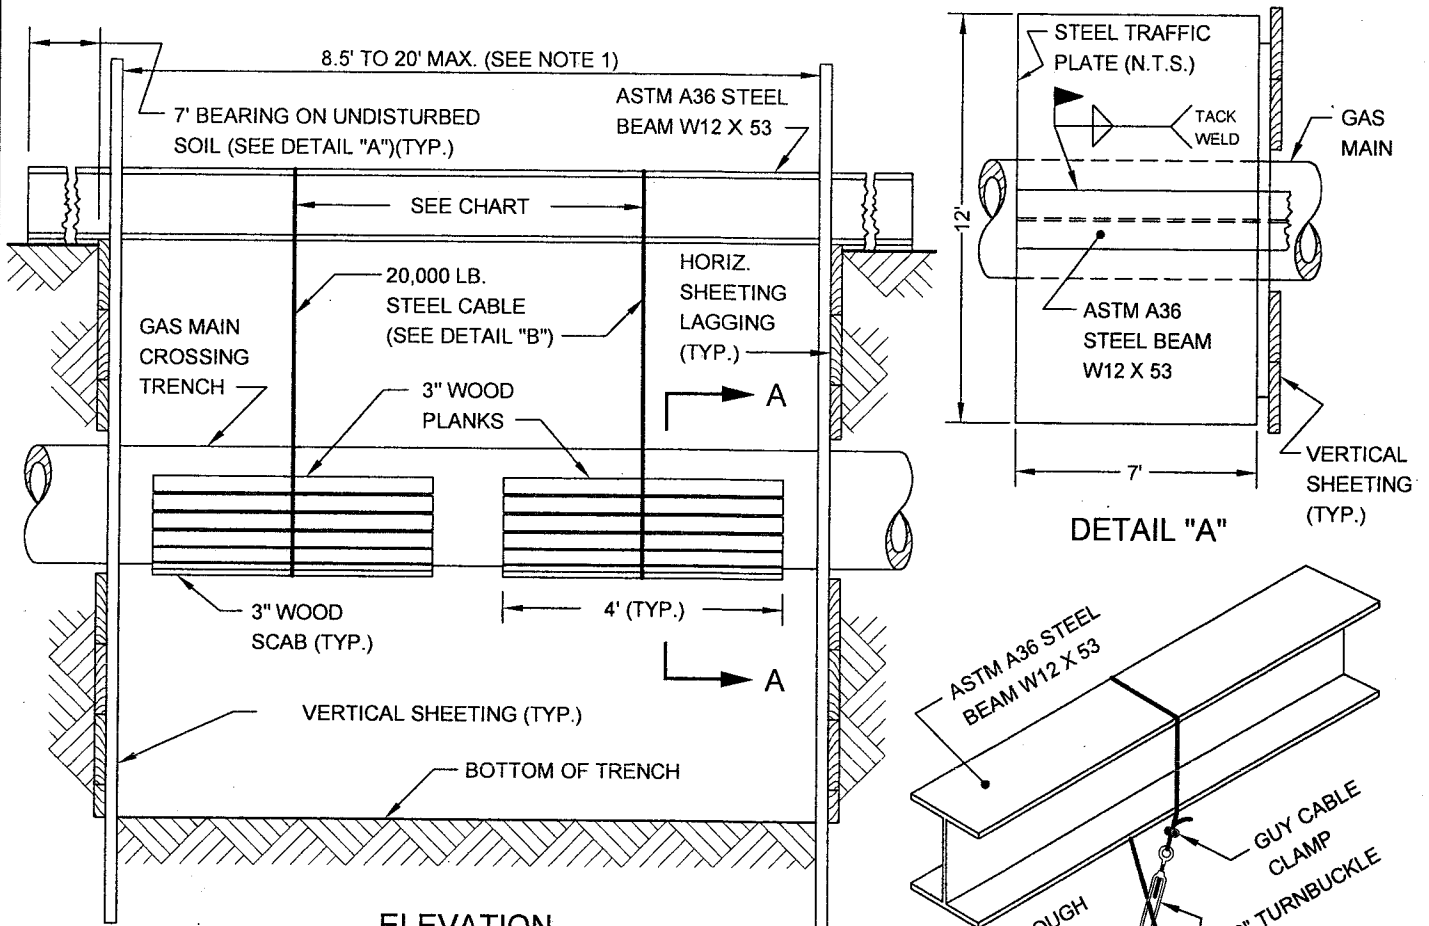 8.5' TO 20' MAX. (SEE NOTE 1)
7' BEARING ON UNDISTURBED
SOIL (SEE DETAIL "A")(TYP.)
ASTM A36 STEEL
BEAM W12 X 53
SEE CHART
20,000 LB.
STEEL CABLE
(SEE DETAIL "B")
HORIZ.
SHEETING
LAGGING
(TYP.)
GAS MAIN
CROSSING
TRENCH
3" WOOD
PLANKS
A
3" WOOD
SCAB (TYP.)
4' (TYP.)
A
VERTICAL SHEETING (TYP.)
BOTTOM OF TRENCH
ELEVATION
STEEL TRAFFIC
PLATE (N.T.S.)
TACK
WELD
GAS
MAIN
12'
ASTM A36
STEEL BEAM
W12 X 53
7'
VERTICAL
SHEETING
(TYP.)
DETAIL "A"
ASTM A36 STEEL
BEAM W12 X 53
GUY CABLE
CLAMP
TURNBUCKLE